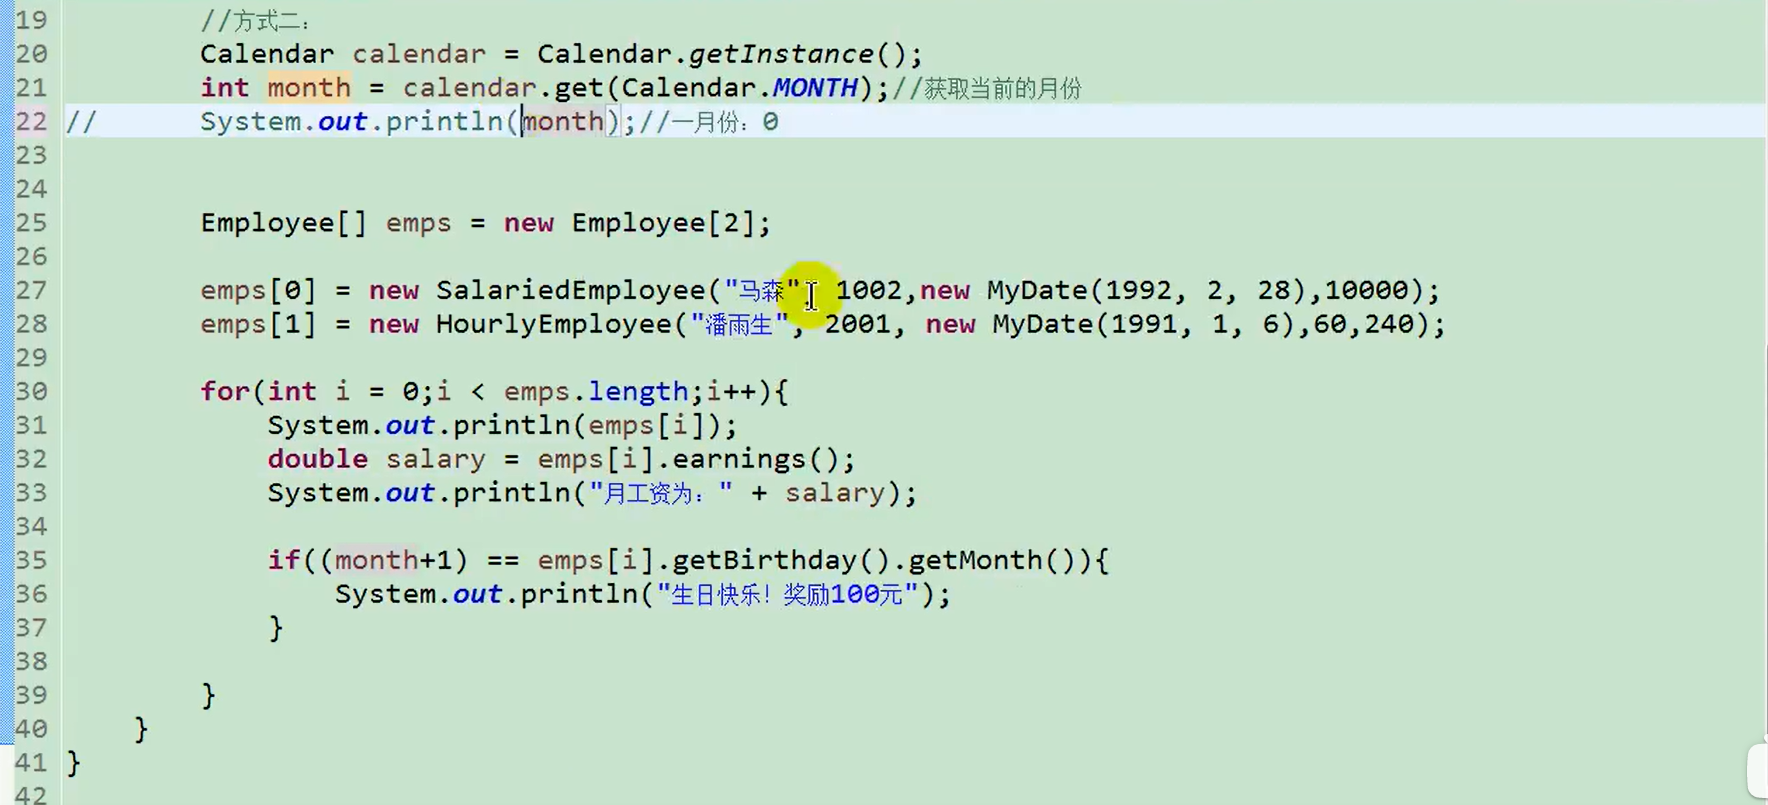 19 //方式二：
20 Calendar calendar = Calendar.getInstance();
21 int month = calendar.get(Calendar.MONTH);//获取当前的月份
22 // System.out.println(month);//一月份：0
23
24
25 Employee[] emps = new Employee[2];
26
27 emps[0] = new SalariedEmployee("马森", 1002,new MyDate(1992, 2, 28),10000);
28 emps[1] = new HourlyEmployee("潘雨生", 2001, new MyDate(1991, 1, 6),60,240);
29
30 for(int i = 0;i < emps.length;i++){
31 System.out.println(emps[i]);
32 double salary = emps[i].earnings();
33 System.out.println("月工资为：" + salary);
34
35 if((month+1) == emps[i].getBirthday().getMonth()){
36 System.out.println("生日快乐！奖励100元");
37 }
38
39 }
40 }
41 }
42